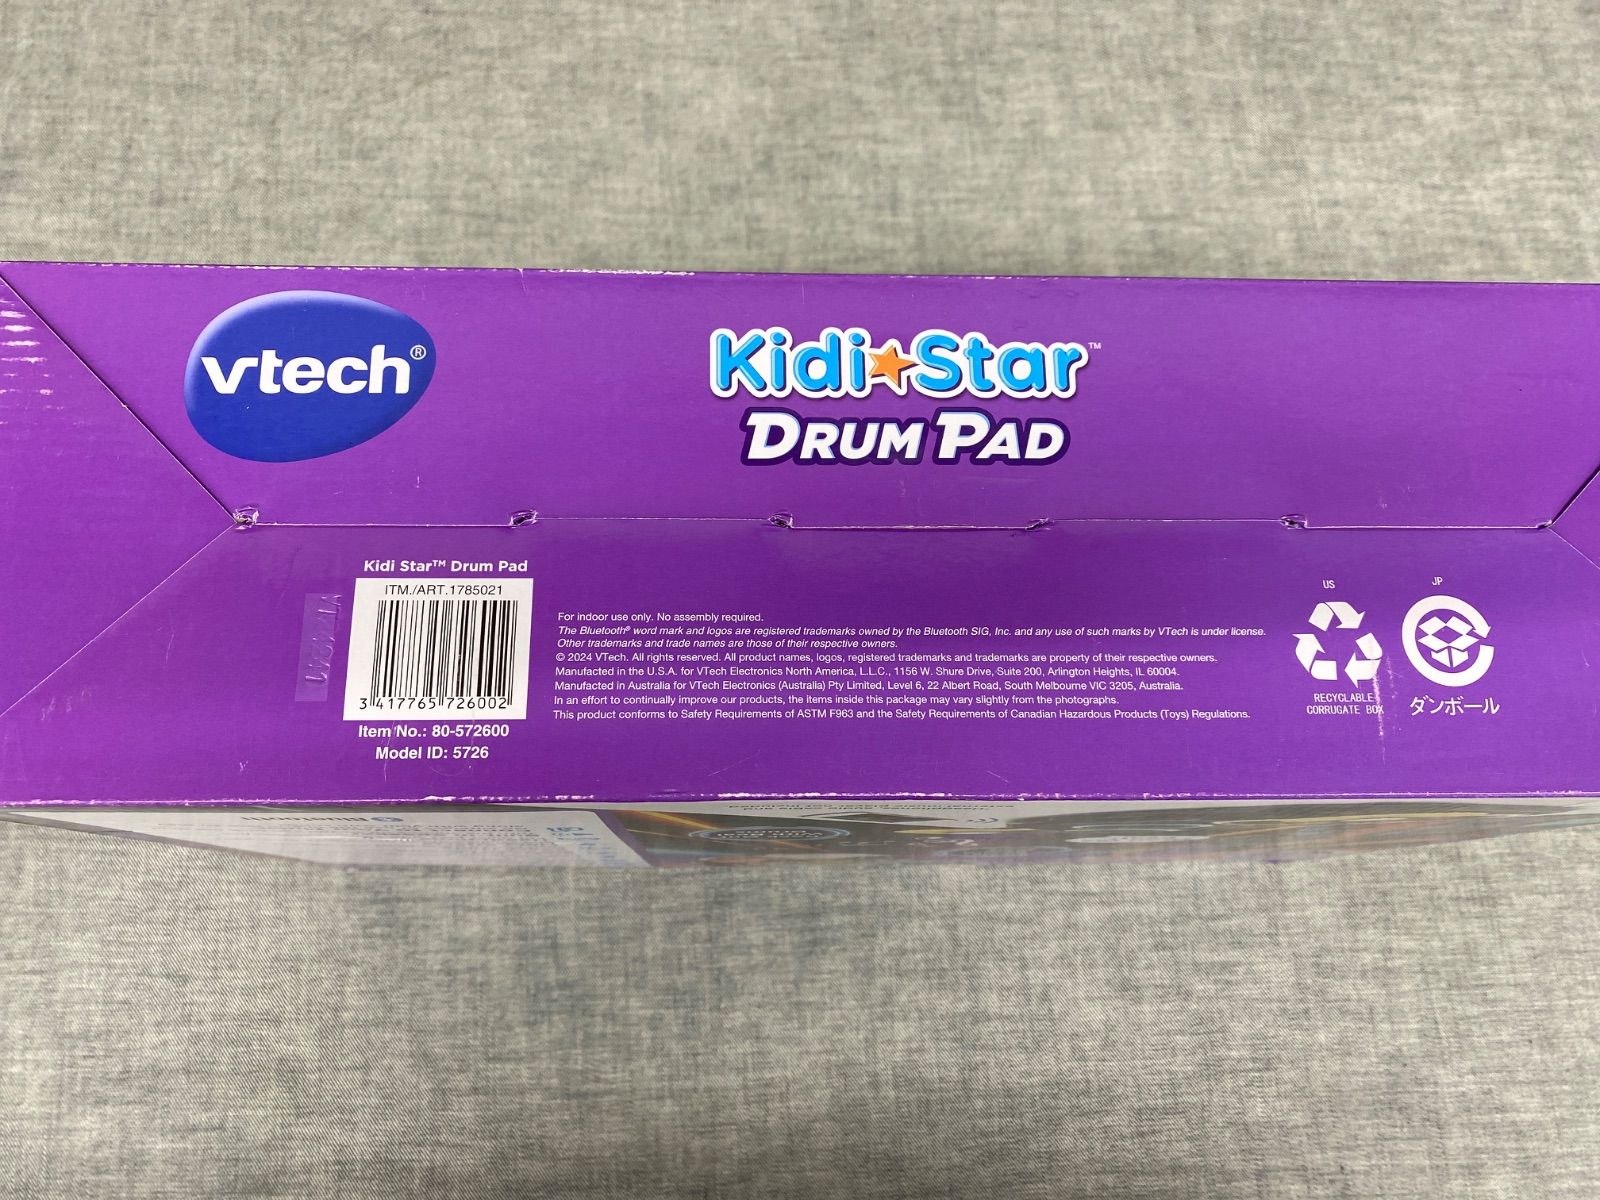 vtech®
Kidi Star™
DRUM PAD
Kidi Star™ Drum Pad
ITM./ART.1785021
3 417765 726002
Item No.: 80-572600
Model ID: 5726
For indoor use only. No assembly required.
The Bluetooth® word mark and logos are registered trademarks owned by the Bluetooth SIG, Inc. and any use of such marks by VTech is under license.
Other trademarks and trade names are those of their respective owners.
© 2024 VTech. All rights reserved. All product names, logos, registered trademarks and trademarks are property of their respective owners.
Manufacted in the U.S.A. for VTech Electronics North America, L.L.C., 1156 W. Shure Drive, Suite 200, Arlington Heights, IL 60004.
Manufacted in Australia for VTech Electronics (Australia) Pty Limited, Level 6, 22 Albert Road, South Melbourne VIC 3205, Australia.
In an effort to continually improve our products, the items inside this package may vary slightly from the photographs.
This product conforms to Safety Requirements of ASTM F963 and the Safety Requirements of Canadian Hazardous Products (Toys) Regulations.
US
RECYCLABLE
CORRUGATE BOX
JP
ダンボール
Bluetooth